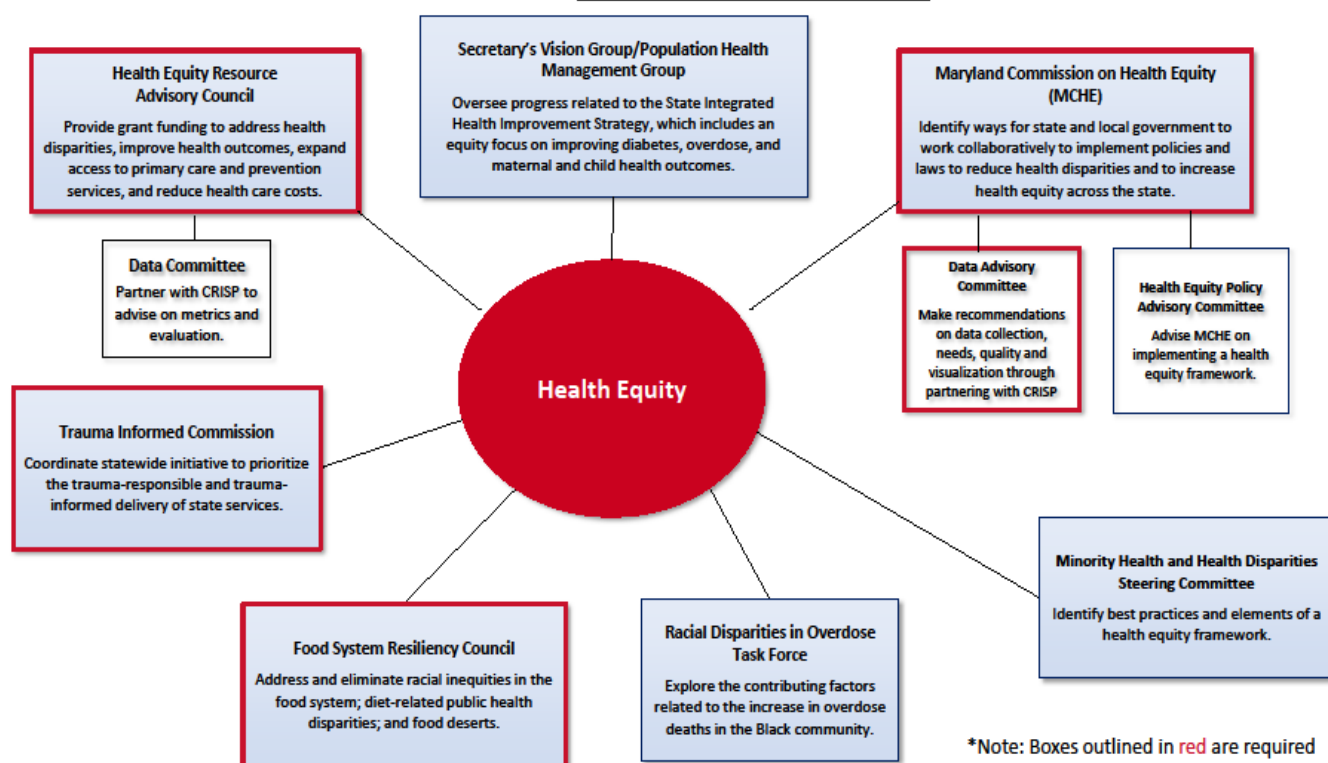 Health Equity Resource
Advisory Council
Provide grant funding to address health
disparities, improve health outcomes, expand
access to primary care and prevention
services, and reduce health care costs.
Data Committee
Partner with CRISP to
advise on metrics and
evaluation.
Secretary's Vision Group/Population Health
Management Group
Oversee progress related to the State Integrated
Health Improvement Strategy, which includes an
equity focus on improving diabetes, overdose, and
maternal and child health outcomes.
Maryland Commission on Health Equity
(MCHE)
Identify ways for state and local government to
work collaboratively to implement policies and
laws to reduce health disparities and to increase
health equity across the state.
Data Advisory
Committee
Make recommendations
on data collection,
needs, quality and
visualization through
partnering with CRISP
Health Equity Policy
Advisory Committee
Advise MCHE on
implementing a health
equity framework.
Health Equity
Trauma Informed Commission
Coordinate statewide initiative to prioritize
the trauma-responsible and trauma-
informed delivery of state services.
Food System Resiliency Council
Address and eliminate racial inequities in the
food system; diet-related public health
disparities; and food deserts.
Racial Disparities in Overdose
Task Force
Explore the contributing factors
related to the increase in overdose
deaths in the Black community.
Minority Health and Health Disparities
Steering Committee
Identify best practices and elements of a
health equity framework.
*Note: Boxes outlined in red are required